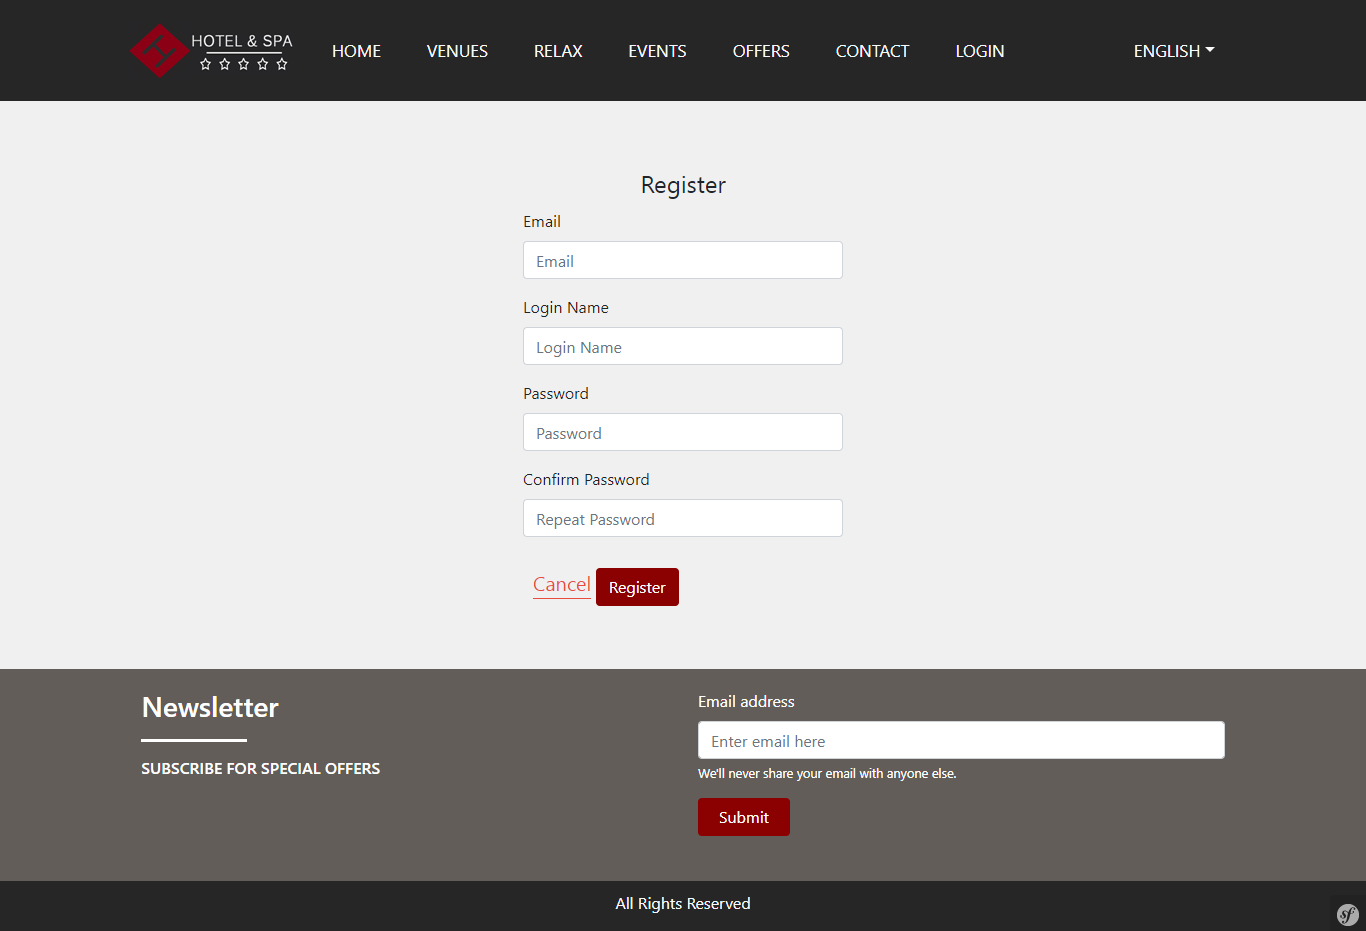 HOTEL & SPA
HOME VENUES RELAX EVENTS OFFERS CONTACT LOGIN ENGLISH
Register
Email
Email
Login Name
Login Name
Password
Password
Confirm Password
Repeat Password
Cancel Register
Newsletter
SUBSCRIBE FOR SPECIAL OFFERS
Email address
Enter email here
We'll never share your email with anyone else.
Submit
All Rights Reserved
sf